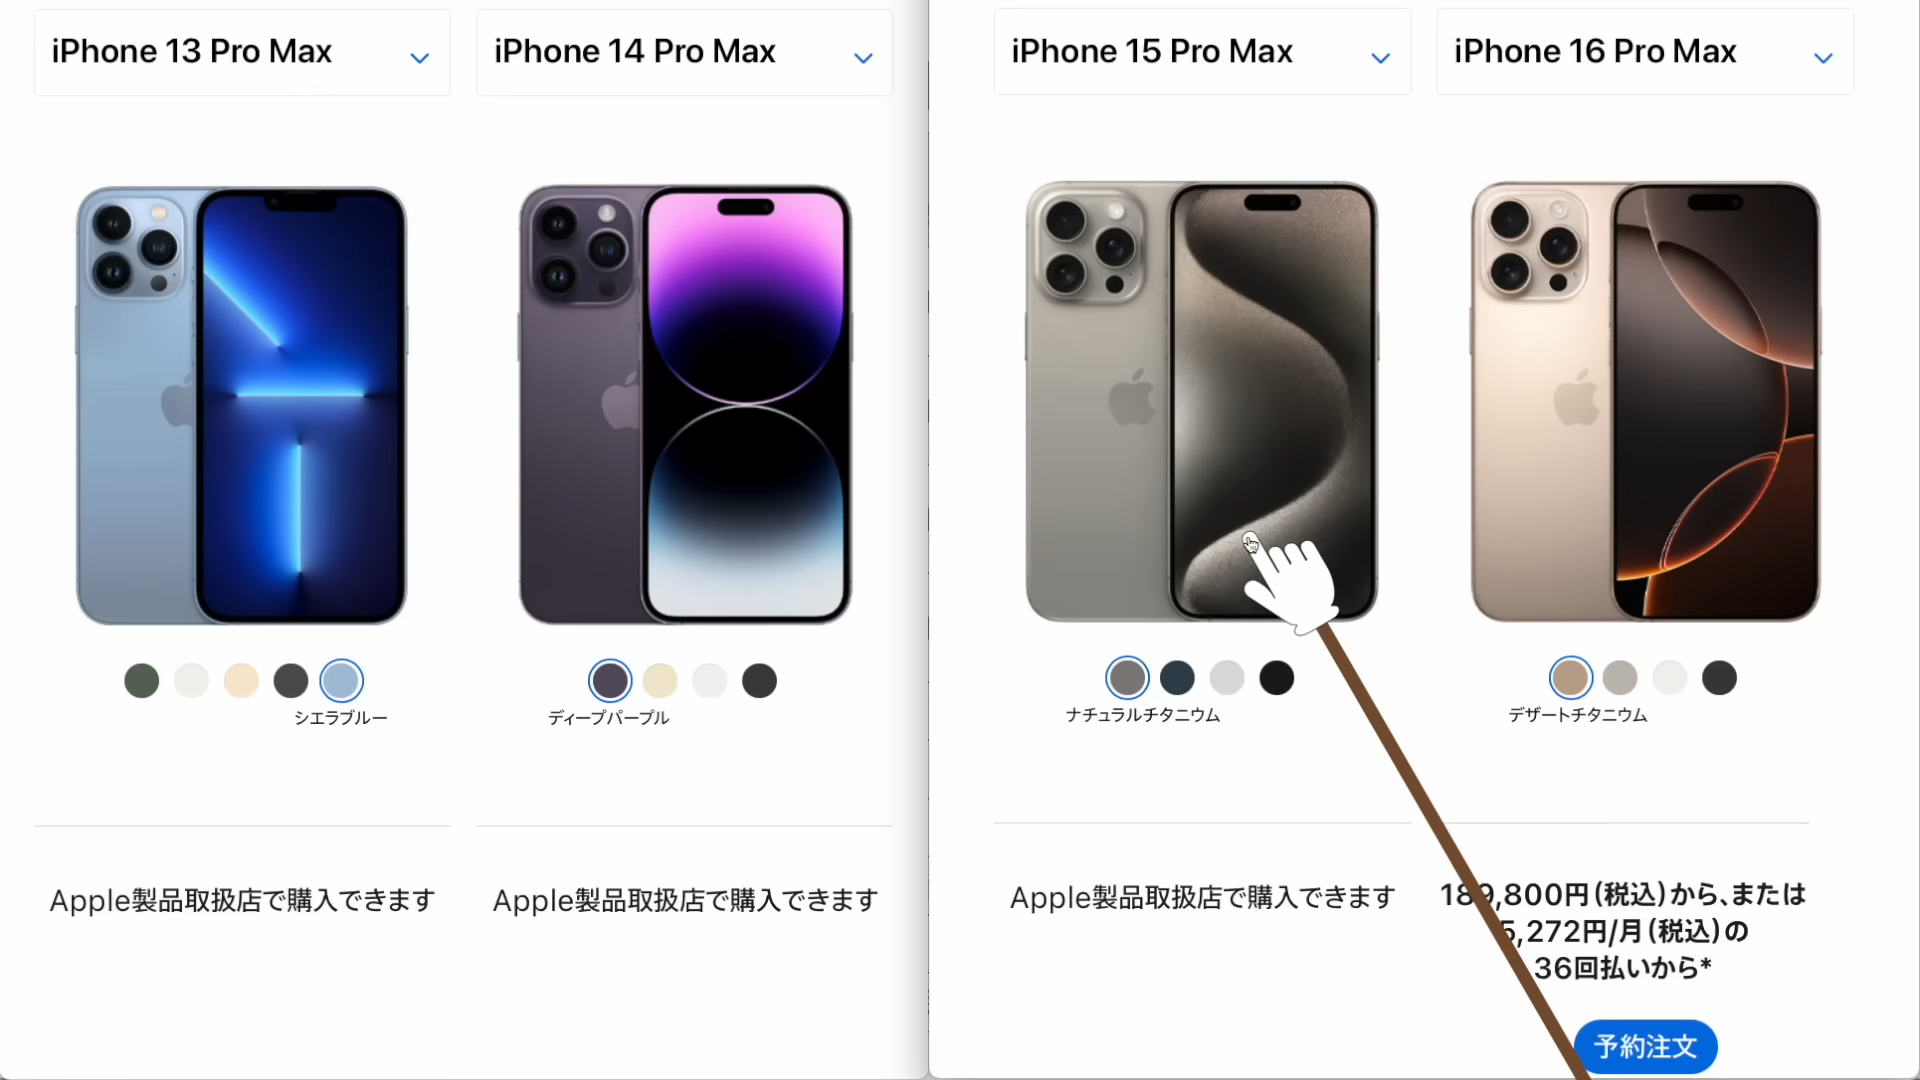 iPhone 13 Pro Max
iPhone 14 Pro Max
iPhone 15 Pro Max
iPhone 16 Pro Max
シエラブルー
ディープパープル
ナチュラルチタニウム
デザートチタニウム
Apple製品取扱店で購入できます
Apple製品取扱店で購入できます
Apple製品取扱店で購入できます
189,800円(税込)から、または
5,272円/月(税込)の
36回払いから*
予約注文